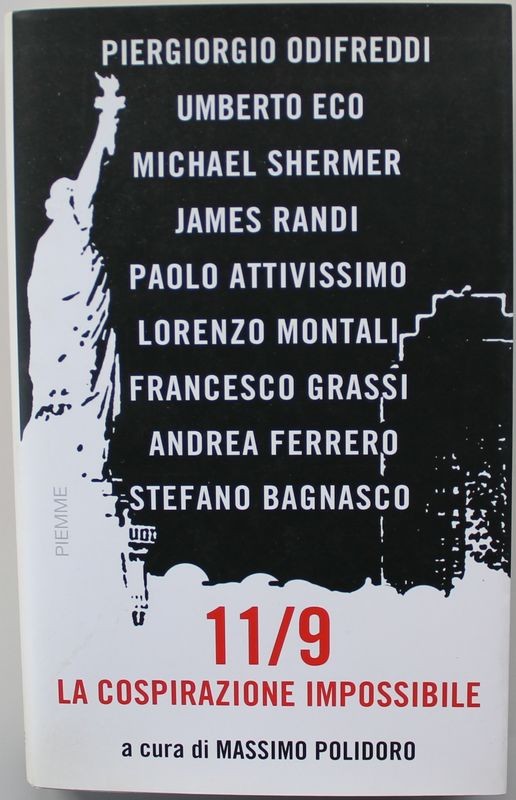 PIERGIORGIO ODIFREDDI
UMBERTO ECO
MICHAEL SHERMER
JAMES RANDI
PAOLO ATTIVISSIMO
LORENZO MONTALI
FRANCESCO GRASSI
ANDREA FERRERO
STEFANO BAGNASCO
PIEMME
11/9
LA COSPIRAZIONE IMPOSSIBILE
a cura di MASSIMO POLIDORO